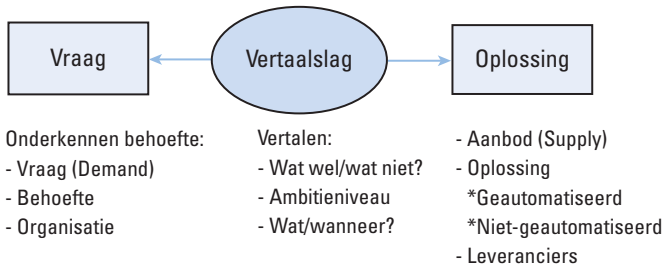 Vraag
Vertaalslag
Oplossing
Onderkennen behoefte:
- Vraag (Demand)
- Behoefte
- Organisatie
Vertalen:
- Wat wel/wat niet?
- Ambitieniveau
- Wat/wanneer?
- Aanbod (Supply)
- Oplossing
*Geautomatiseerd
*Niet-geautomatiseerd
- Leveranciers